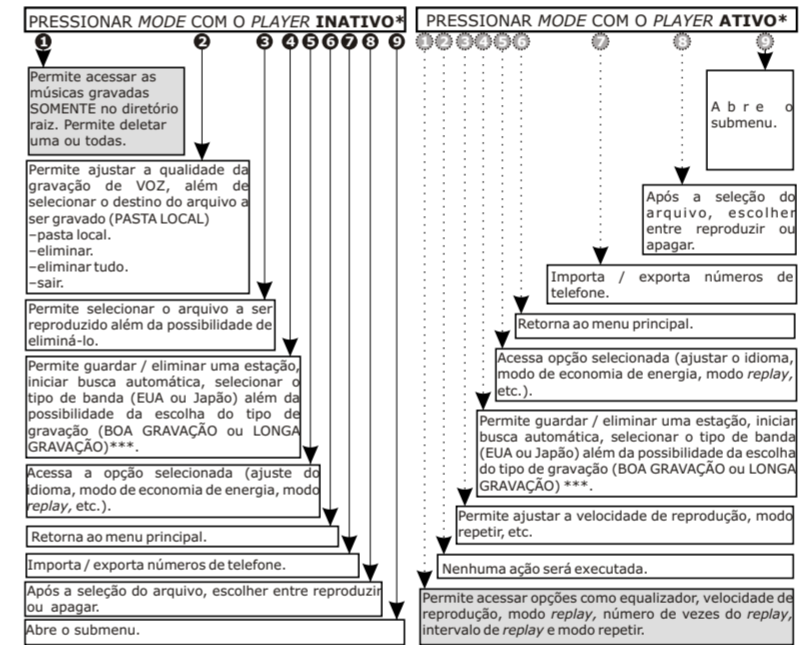 PRESSIONAR MODE COM O PLAYER INATIVO*
1 2 3 4 5 6 7 8 9
Permite acessar as
músicas gravadas
SOMENTE no diretório
raiz. Permite deletar
uma ou todas.
Permite ajustar a qualidade da
gravação de VOZ, além de
selecionar o destino do arquivo a
ser gravado (PASTA LOCAL)
–pasta local.
–eliminar.
–eliminar tudo.
–sair.
Permite selecionar o arquivo a ser
reproduzido além da possibilidade de
eliminá-lo.
Permite guardar / eliminar uma estação,
iniciar busca automática, selecionar o
tipo de banda (EUA ou Japão) além da
possibilidade da escolha do tipo de
gravação (BOA GRAVAÇÃO ou LONGA
GRAVAÇÃO)***.
Acessa a opção selecionada (ajuste do
idioma, modo de economia de energia, modo
replay, etc.).
Retorna ao menu principal.
Importa / exporta números de telefone.
Após a seleção do arquivo, escolher entre reproduzir
ou apagar.
Abre o submenu.
PRESSIONAR MODE COM O PLAYER ATIVO*
1 2 3 4 5 6 7 8 9
Abre o
submenu.
Após a seleção do
arquivo, escolher
entre reproduzir ou
apagar.
Importa / exporta números de
telefone.
Retorna ao menu principal.
Acessa opção selecionada (ajustar o idioma,
modo de economia de energia, modo replay,
etc.).
Permite guardar / eliminar uma estação, iniciar
busca automática, selecionar o tipo de banda
(EUA ou Japão) além da possibilidade da escolha
do tipo de gravação (BOA GRAVAÇÃO ou LONGA
GRAVAÇÃO) ***.
Permite ajustar a velocidade de reprodução, modo
repetir, etc.
Nenhuma ação será executada.
Permite acessar opções como equalizador, velocidade de
reprodução, modo replay, número de vezes do replay,
intervalo de replay e modo repetir.